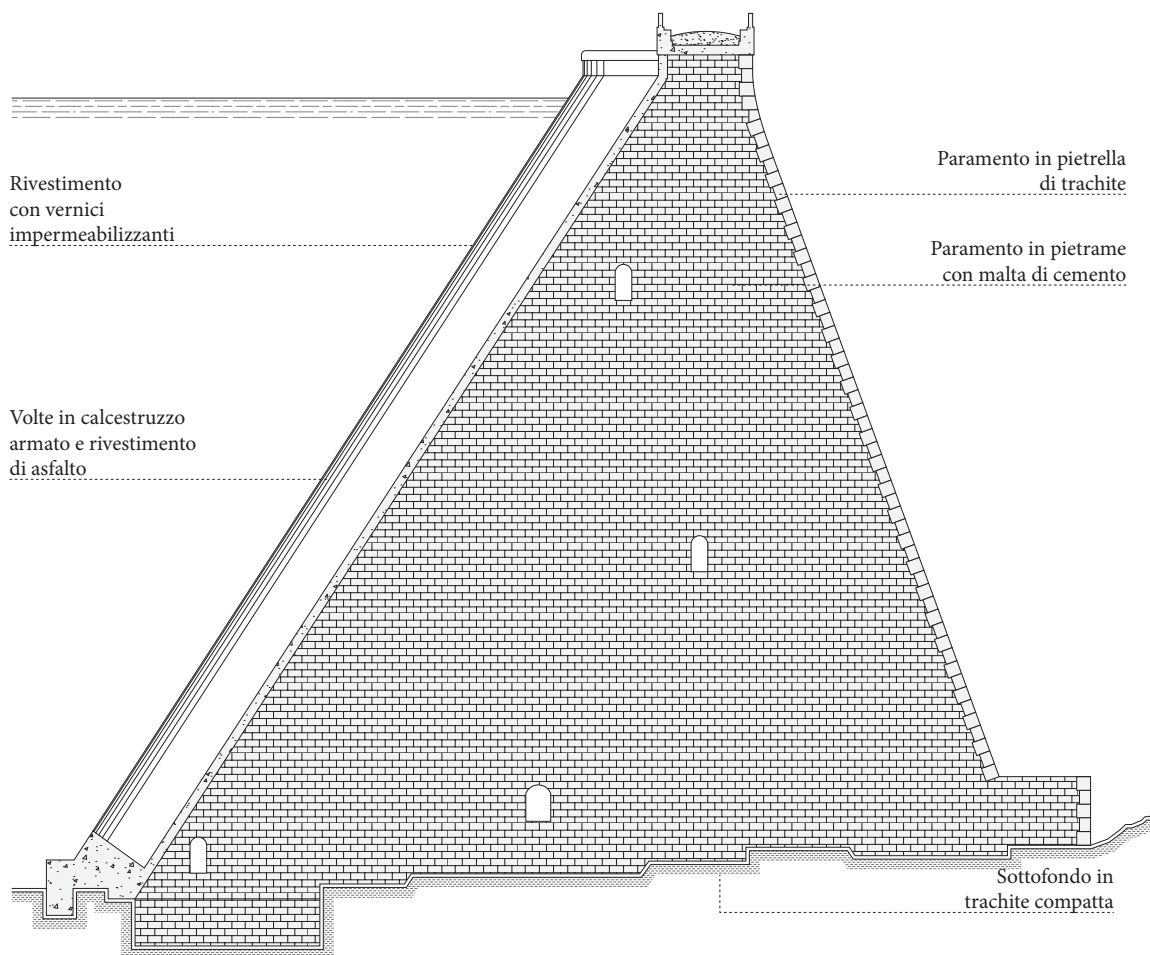 Rivestimento
con vernici
impermeabilizzanti
Volte in calcestruzzo
armato e rivestimento
di asfalto
Paramento in pietrella
di trachite
Paramento in pietrame
con malta di cemento
Sottofondo in
trachite compatta